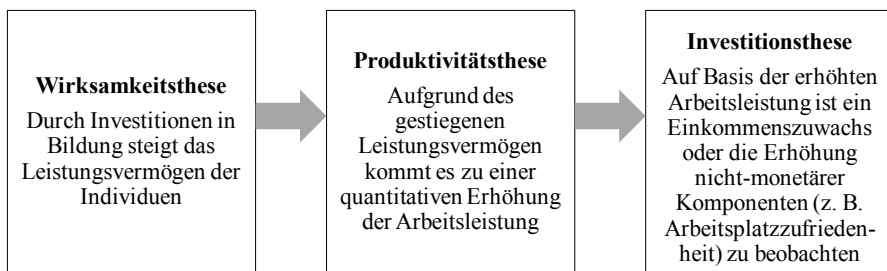 Wirksamkeitsthese
Durch Investitionen in
Bildung steigt das
Leistungsvermögen der
Individuen
Produktivitätsthese
Aufgrund des
gestiegenen
Leistungsvermögen
kommt es zu einer
quantitativen Erhöhung
der Arbeitsleistung
Investitionsthese
Auf Basis der erhöhten
Arbeitsleistung ist ein
Einkommenszuwachs
oder die Erhöhung
nicht-monetärer
Komponenten (z. B.
Arbeitsplatzzufrieden-
heit) zu beobachten